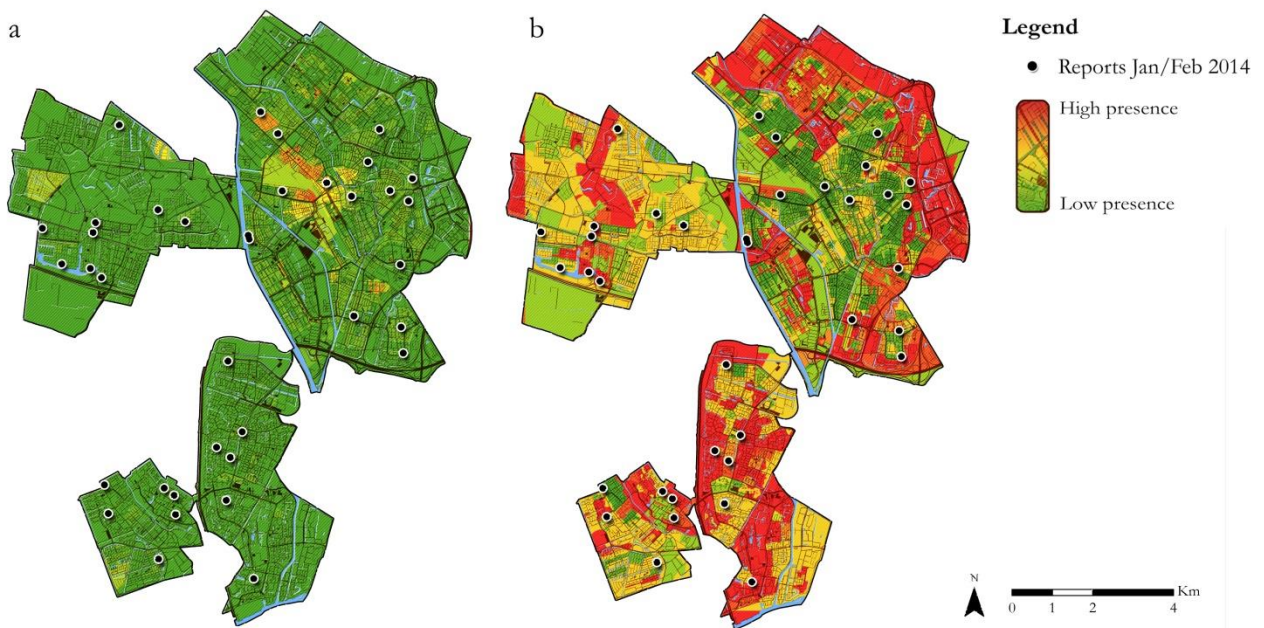 a
b
Legend
Reports Jan/Feb 2014
High presence
Low presence
N
Km
0 1 2 4